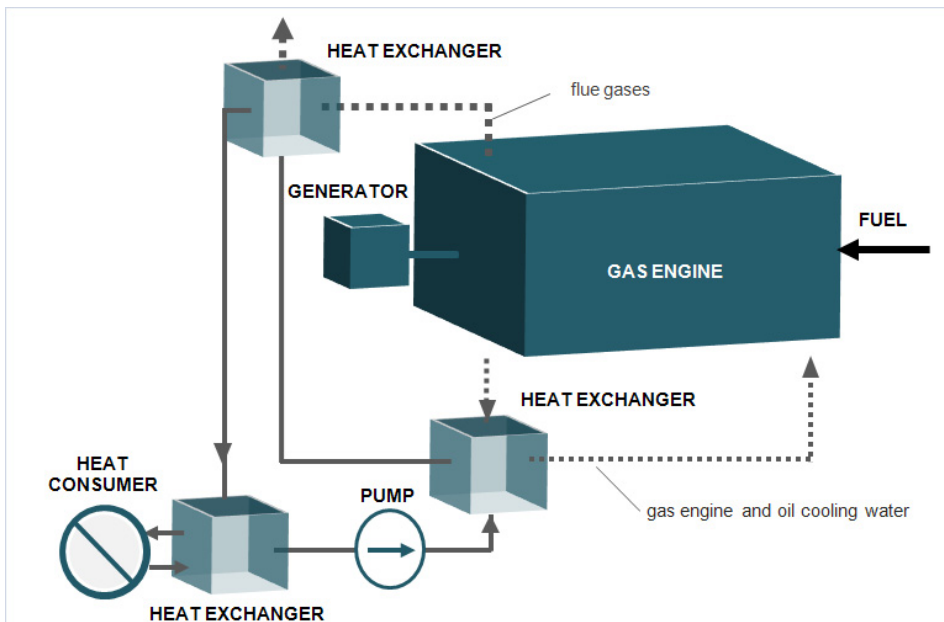 HEAT EXCHANGER
flue gases
GENERATOR
FUEL
GAS ENGINE
HEAT EXCHANGER
HEAT
CONSUMER
PUMP
gas engine and oil cooling water
HEAT EXCHANGER